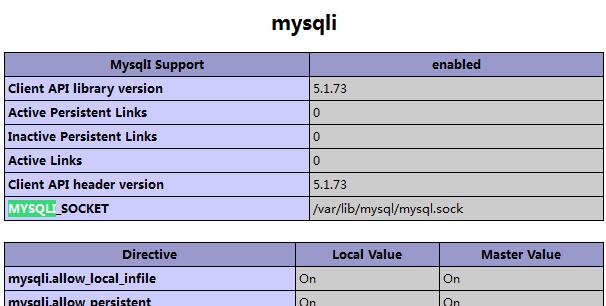 mysqli
MysqlI Support enabled
Client API library version 5.1.73
Active Persistent Links 0
Inactive Persistent Links 0
Active Links 0
Client API header version 5.1.73
MYSQLI_SOCKET /var/lib/mysql/mysql.sock
Directive Local Value Master Value
mysqli.allow_local_infile On On
mysqli.allow_persistent On On